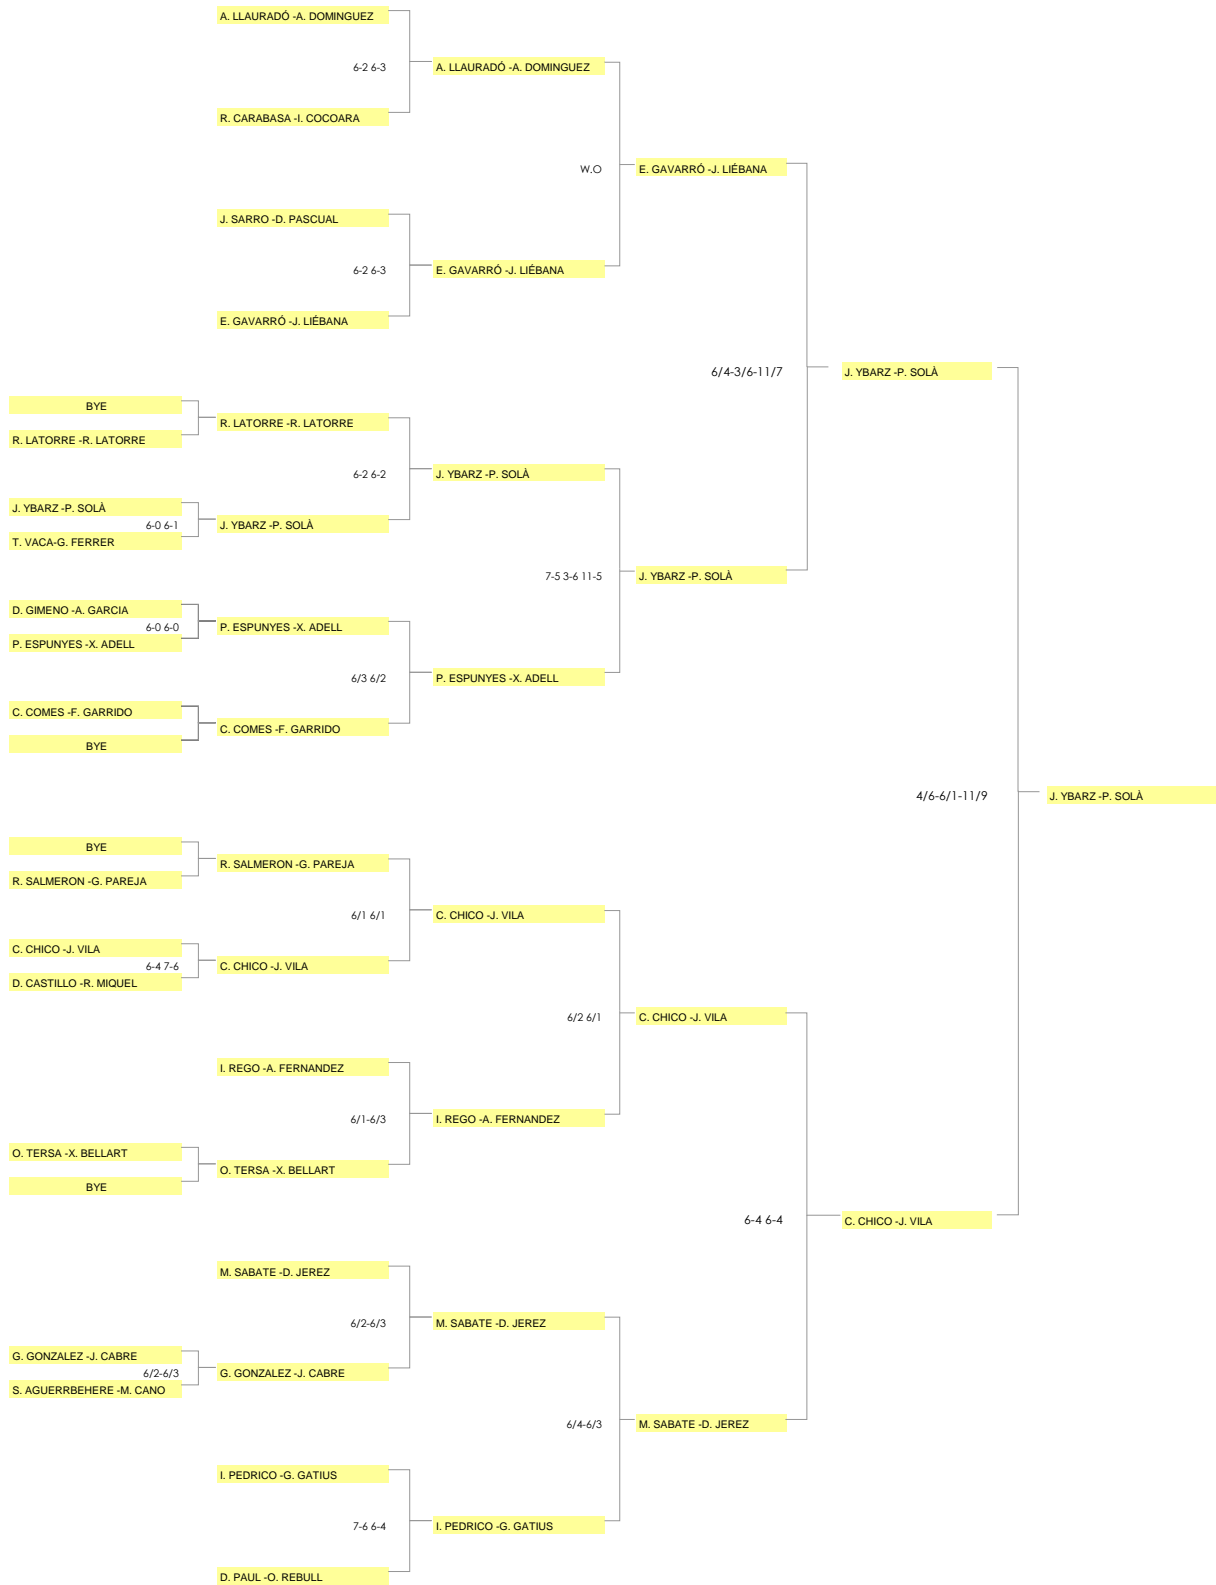 A. LLAURADÓ -A. DOMINGUEZ
6-2 6-3
A. LLAURADÓ -A. DOMINGUEZ
R. CARABASA -I. COCOARA
W.O
E. GAVARRÓ -J. LIÉBANA
J. SARRO -D. PASCUAL
6-2 6-3
E. GAVARRÓ -J. LIÉBANA
E. GAVARRÓ -J. LIÉBANA
6/4-3/6-11/7
J. YBARZ -P. SOLÀ
BYE
R. LATORRE -R. LATORRE
R. LATORRE -R. LATORRE
6-2 6-2
J. YBARZ -P. SOLÀ
J. YBARZ -P. SOLÀ
6-0 6-1
J. YBARZ -P. SOLÀ
T. VACA-G. FERRER
7-5 3-6 11-5
J. YBARZ -P. SOLÀ
D. GIMENO -A. GARCIA
6-0 6-0
P. ESPUNYES -X. ADELL
P. ESPUNYES -X. ADELL
6/3 6/2
P. ESPUNYES -X. ADELL
C. COMES -F. GARRIDO
C. COMES -F. GARRIDO
BYE
4/6-6/1-11/9
J. YBARZ -P. SOLÀ
BYE
R. SALMERON -G. PAREJA
R. SALMERON -G. PAREJA
6/1 6/1
C. CHICO -J. VILA
C. CHICO -J. VILA
6-4 7-6
C. CHICO -J. VILA
D. CASTILLO -R. MIQUEL
6/2 6/1
C. CHICO -J. VILA
I. REGO -A. FERNANDEZ
6/1-6/3
I. REGO -A. FERNANDEZ
O. TERSA -X. BELLART
O. TERSA -X. BELLART
BYE
6-4 6-4
C. CHICO -J. VILA
M. SABATE -D. JEREZ
6/2-6/3
M. SABATE -D. JEREZ
G. GONZALEZ -J. CABRE
6/2-6/3
G. GONZALEZ -J. CABRE
S. AGUERRBEHERE -M. CANO
6/4-6/3
M. SABATE -D. JEREZ
I. PEDRICO -G. GATIUS
7-6 6-4
I. PEDRICO -G. GATIUS
D. PAUL -O. REBULL